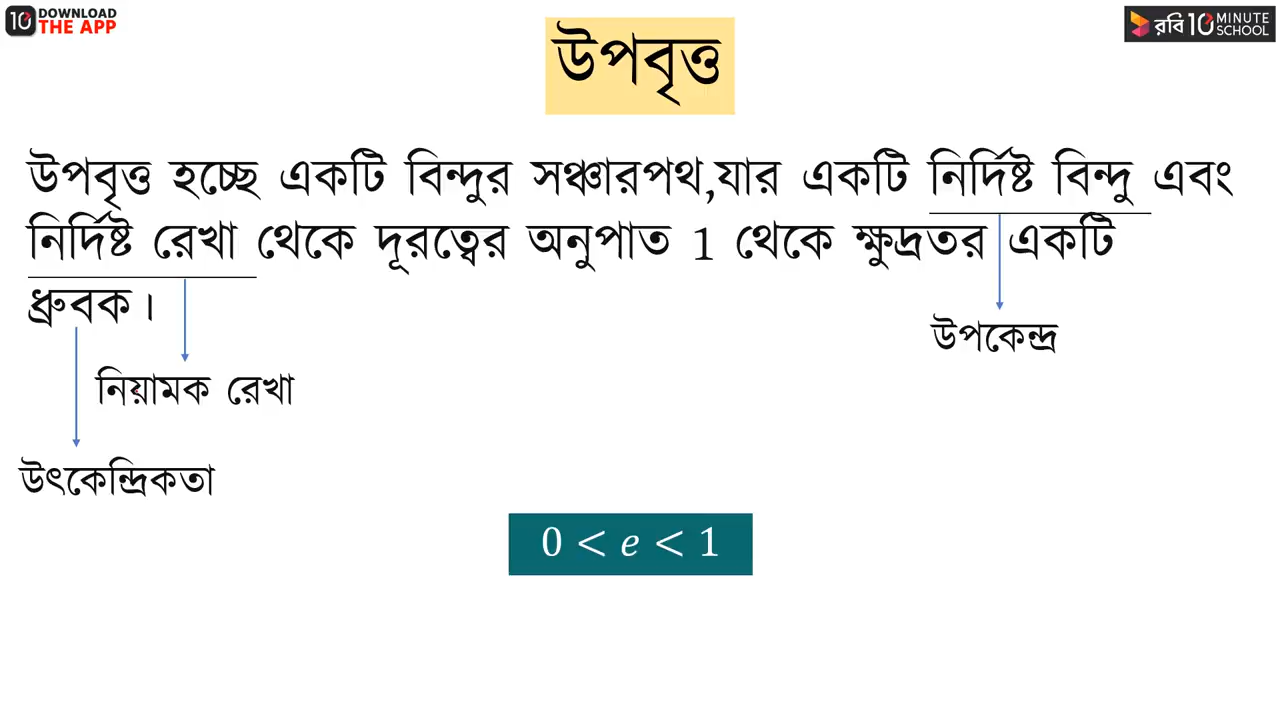 10 DOWNLOAD THE APP
রবি 10 MINUTE SCHOOL
উপবৃত্ত
উপবৃত্ত হচ্ছে একটি বিন্দুর সঞ্চারপথ,যার একটি নির্দিষ্ট বিন্দু এবং
নির্দিষ্ট রেখা থেকে দূরত্বের অনুপাত 1 থেকে ক্ষুদ্রতর একটি
ধ্রুবক।
উপকেন্দ্র
নিয়ামক রেখা
উৎকেন্দ্রিকতা
0 < e < 1